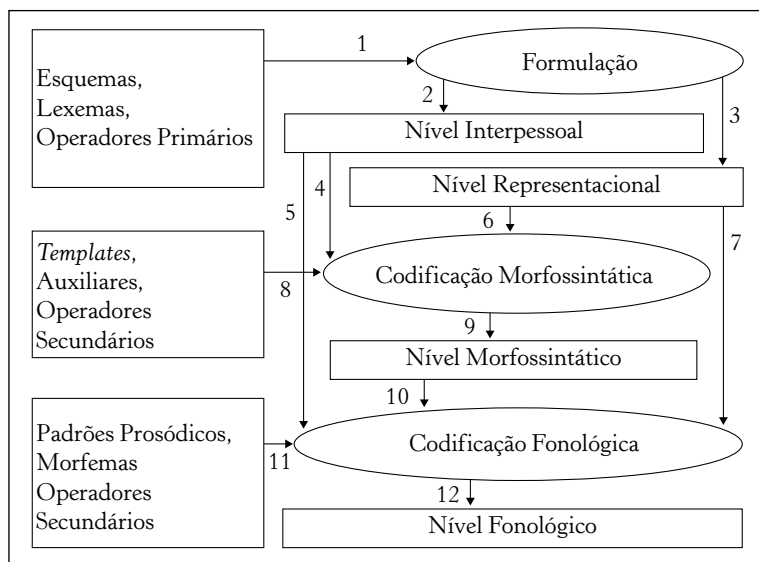 1
Esquemas,
Lexemas,
Operadores Primários
Formulação
2
3
Nível Interpessoal
4
5
Nível Representacional
6
7
Templates,
Auxiliares,
Operadores
Secundários
8
Codificação Morfossintática
9
Nível Morfossintático
10
Padrões Prosódicos,
Morfemas
Operadores
Secundários
11
Codificação Fonológica
12
Nível Fonológico